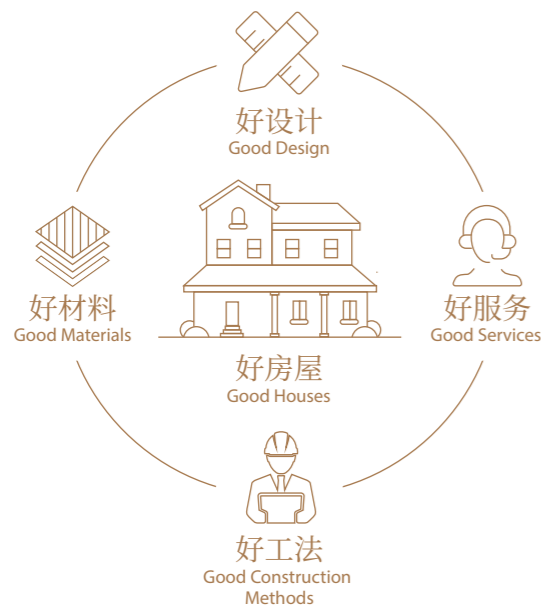 好设计
Good Design
好材料
Good Materials
好服务
Good Services
好房屋
Good Houses
好工法
Good Construction
Methods